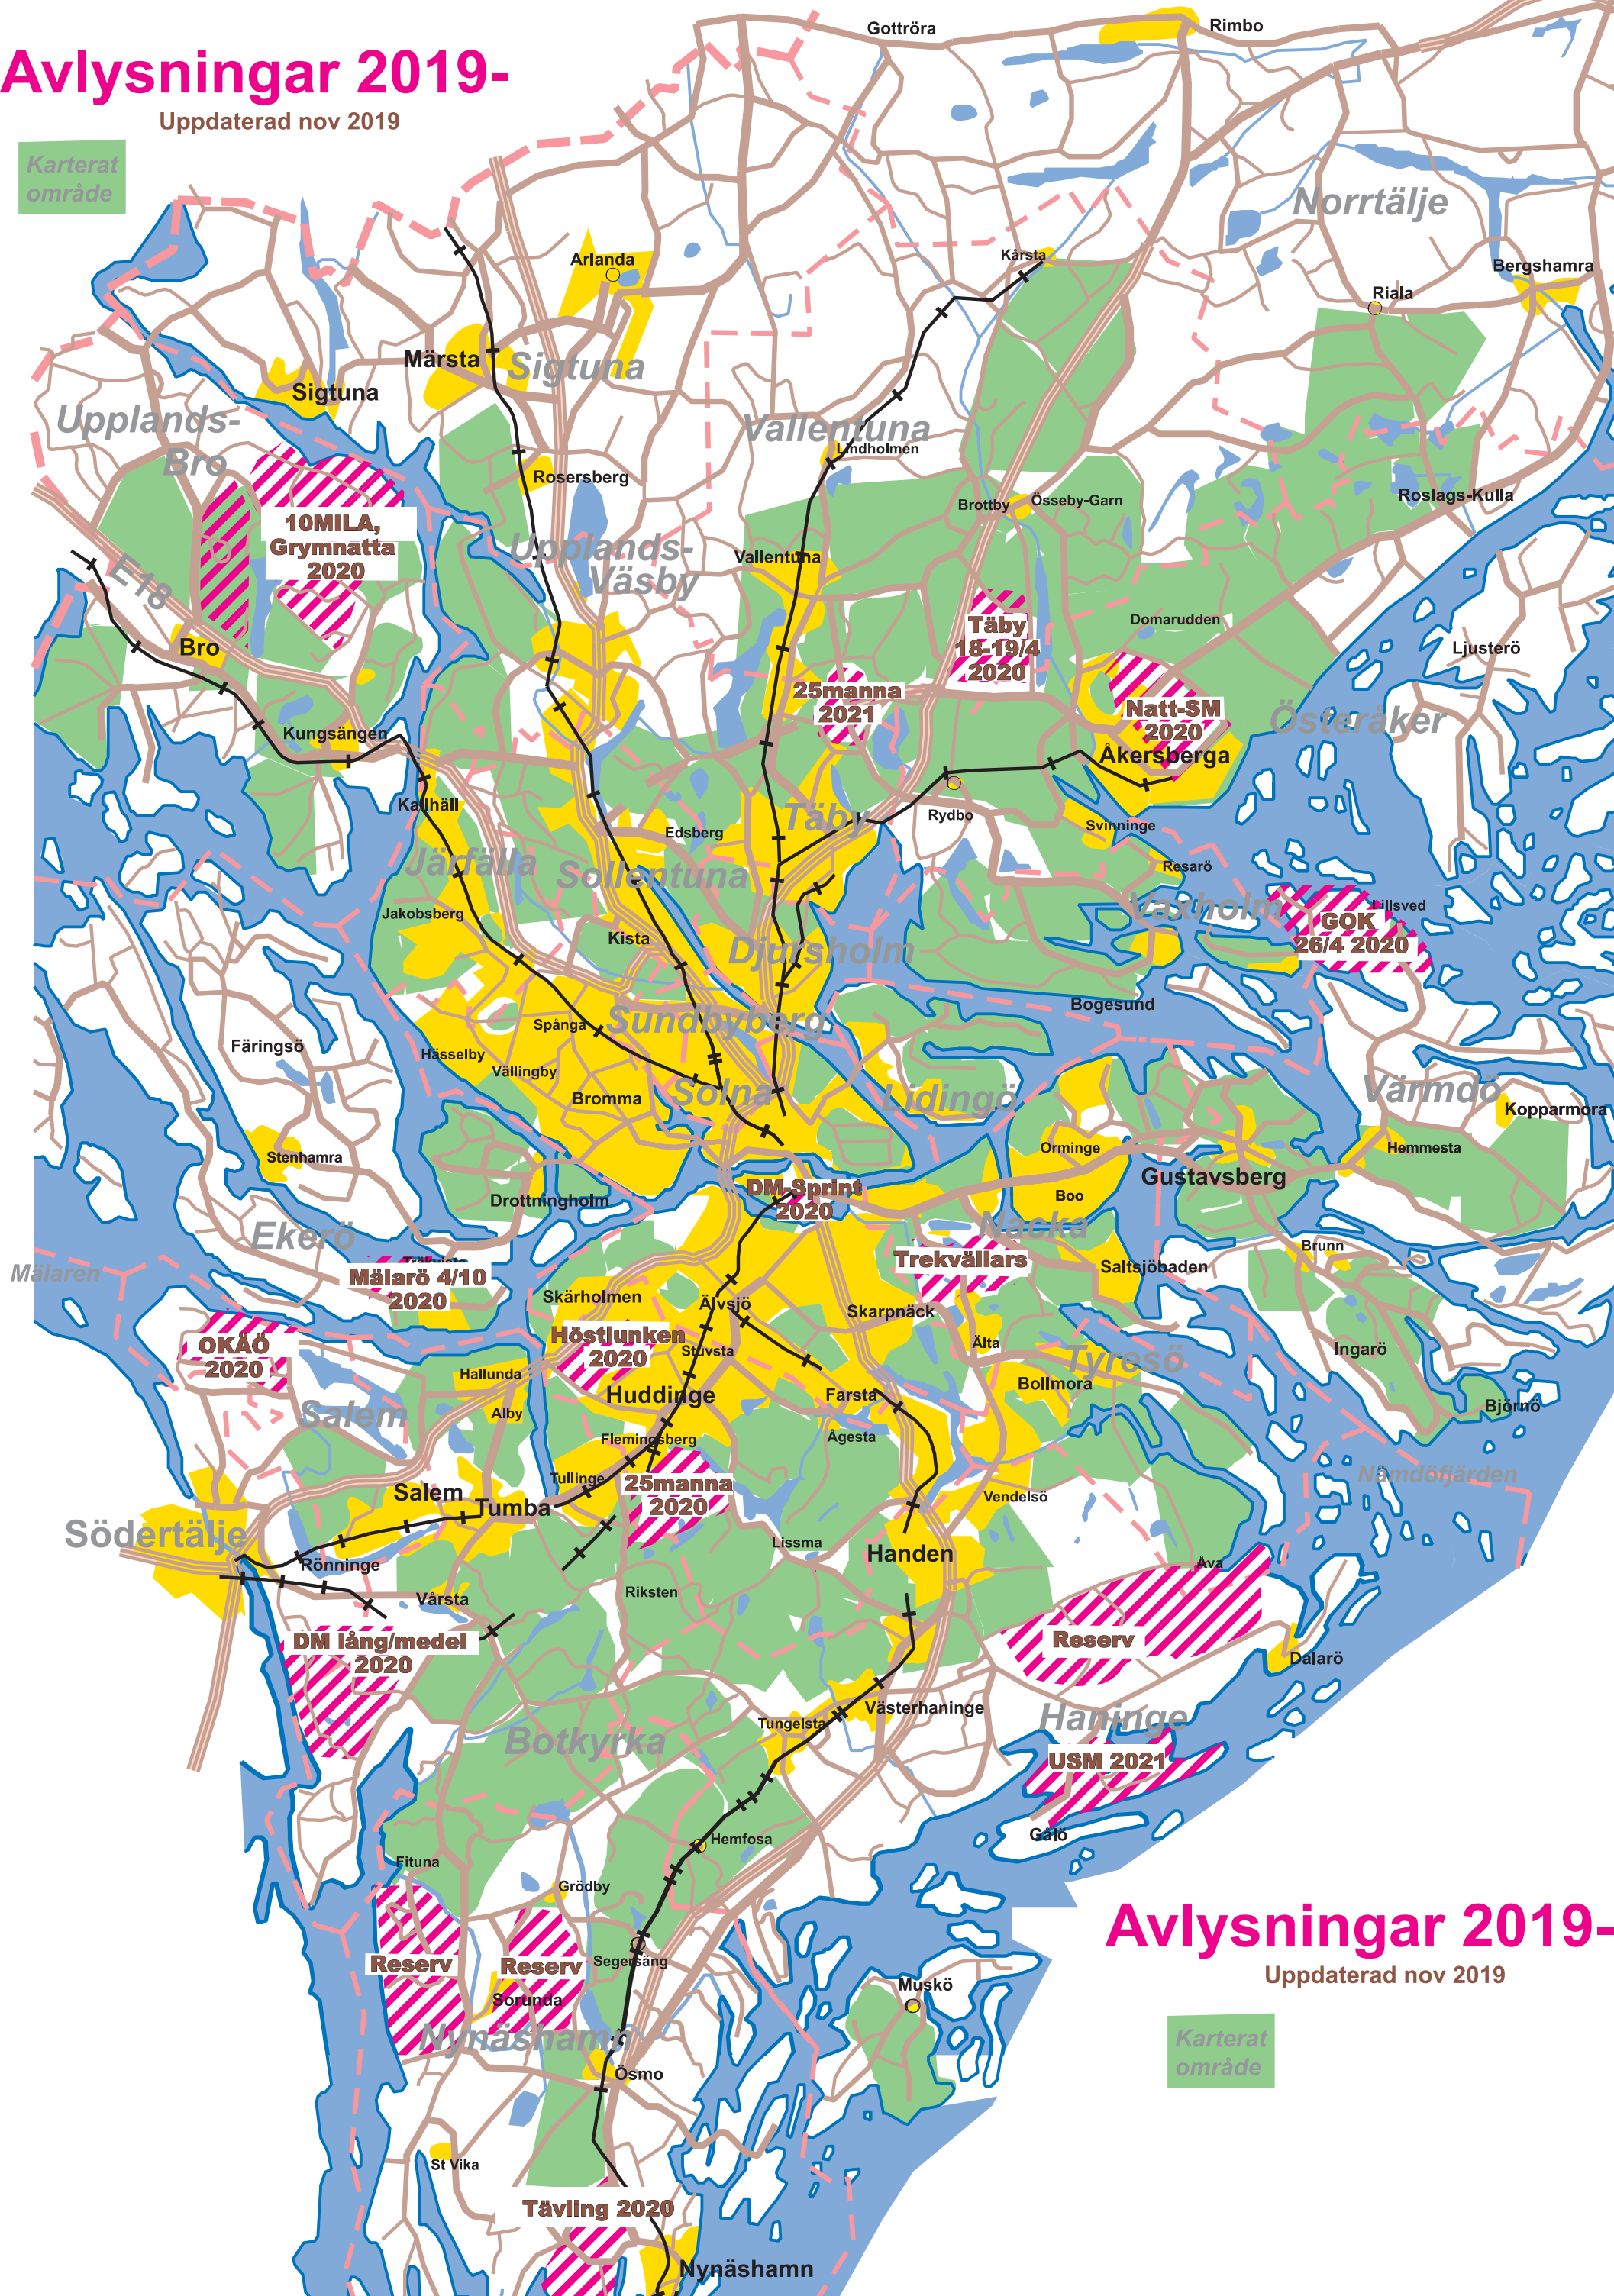 Avlysningar 2019-
Uppdaterad nov 2019
Karterat
område
Gottröra
Rimbo
Norrtälje
Kårsta
Bergshamra
Riala
Arlanda
Märsta
Sigtuna
Sigtuna
Upplands-
Bro
Vallentuna
Lindholmen
Rosersberg
Brottby
Össeby-Garn
Roslags-Kulla
10MILA,
Grymnatta
2020
E18
Upplands-
Väsby
Vallentuna
Täby
18-19/4
2020
Domarudden
Bro
Ljusterö
25manna
2021
Natt-SM
2020
Österåker
Kungsängen
Åkersberga
Kallhäll
Edsberg
Täby
Rydbo
Svinninge
Järfälla
Sollentuna
Resarö
Jakobsberg
Vaxholm
Lillsved
GOK
26/4 2020
Kista
Djursholm
Bogesund
Spånga
Sundbyberg
Färingsö
Hässelby
Vällingby
Bromma
Solna
Lidingö
Värmdö
Kopparmora
Stenhamra
Orminge
Hemmesta
Gustavsberg
Drottningholm
DM-Sprint
2020
Boo
Ekerö
Nacka
Brunn
Mälaren
Trekvällars
Saltsjöbaden
Mälarö 4/10
2020
Skärholmen
Älvsjö
Skarpnäck
OKÄÖ
2020
Höstlunken
2020
Stuvsta
Älta
Ingarö
Tyresö
Hallunda
Huddinge
Farsta
Bollmora
Björnö
Salem
Alby
Flemingsberg
Ågesta
Tullinge
25manna
2020
Nämdöfjärden
Salem
Tumba
Vendelsö
Södertälje
Lissma
Handen
Rönninge
Åva
Vårsta
Riksten
DM lång/medel
2020
Reserv
Dalarö
Västerhaninge
Haninge
Tungelsta
Botkyrka
USM 2021
Hemfosa
Gålö
Fituna
Grödby
Avlysningar 2019-
Uppdaterad nov 2019
Reserv
Reserv
Segersäng
Muskö
Sorunda
Nynäshamn
Karterat
område
Ösmo
St Vika
Tävling 2020
Nynäshamn